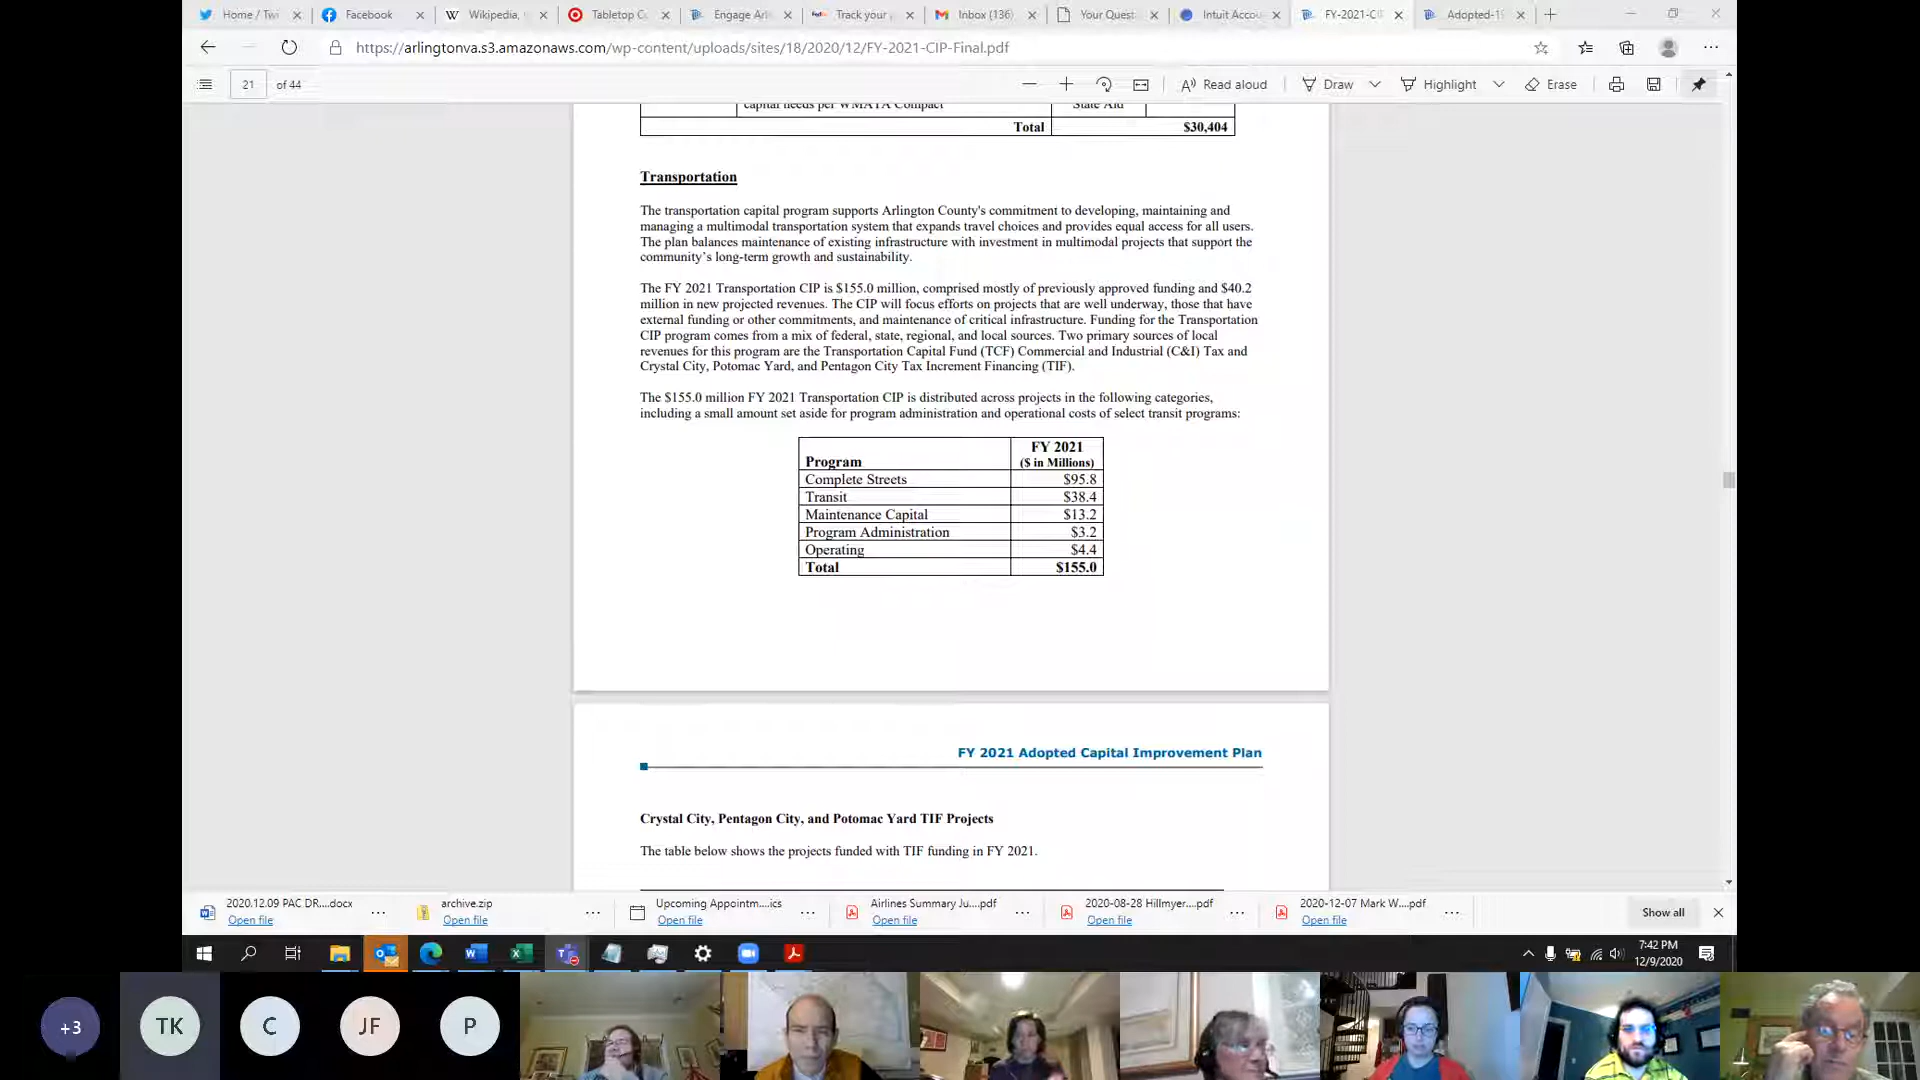 Home / Twi
Facebook
Wikipedia,
Tabletop C
Engage Arl
Track your
Inbox (136)
Your Quest
Intuit Accou
FY-2021-CI
Adopted-1
https://arlingtonva.s3.amazonaws.com/wp-content/uploads/sites/18/2020/12/FY-2021-CIP-Final.pdf
21 of 44
Read aloud
Draw
Highlight
Erase
capital needs per WMATA Compact
State Aid
Total $30,404
Transportation
The transportation capital program supports Arlington County's commitment to developing, maintaining and
managing a multimodal transportation system that expands travel choices and provides equal access for all users.
The plan balances maintenance of existing infrastructure with investment in multimodal projects that support the
community's long-term growth and sustainability.
The FY 2021 Transportation CIP is $155.0 million, comprised mostly of previously approved funding and $40.2
million in new projected revenues. The CIP will focus efforts on projects that are well underway, those that have
external funding or other commitments, and maintenance of critical infrastructure. Funding for the Transportation
CIP program comes from a mix of federal, state, regional, and local sources. Two primary sources of local
revenues for this program are the Transportation Capital Fund (TCF) Commercial and Industrial (C&I) Tax and
Crystal City, Potomac Yard, and Pentagon City Tax Increment Financing (TIF).
The $155.0 million FY 2021 Transportation CIP is distributed across projects in the following categories,
including a small amount set aside for program administration and operational costs of select transit programs:
FY 2021
Program ($ in Millions)
Complete Streets $95.8
Transit $38.4
Maintenance Capital $13.2
Program Administration $3.2
Operating $4.4
Total $155.0
FY 2021 Adopted Capital Improvement Plan
Crystal City, Pentagon City, and Potomac Yard TIF Projects
The table below shows the projects funded with TIF funding in FY 2021.
2020.12.09 PAC DR....docx
Open file
archive.zip
Open file
Upcoming Appointm....ics
Open file
Airlines Summary Ju....pdf
Open file
2020-08-28 Hillmyer....pdf
Open file
2020-12-07 Mark W....pdf
Open file
Show all
7:42 PM
12/9/2020
+3
TK
C
JF
P